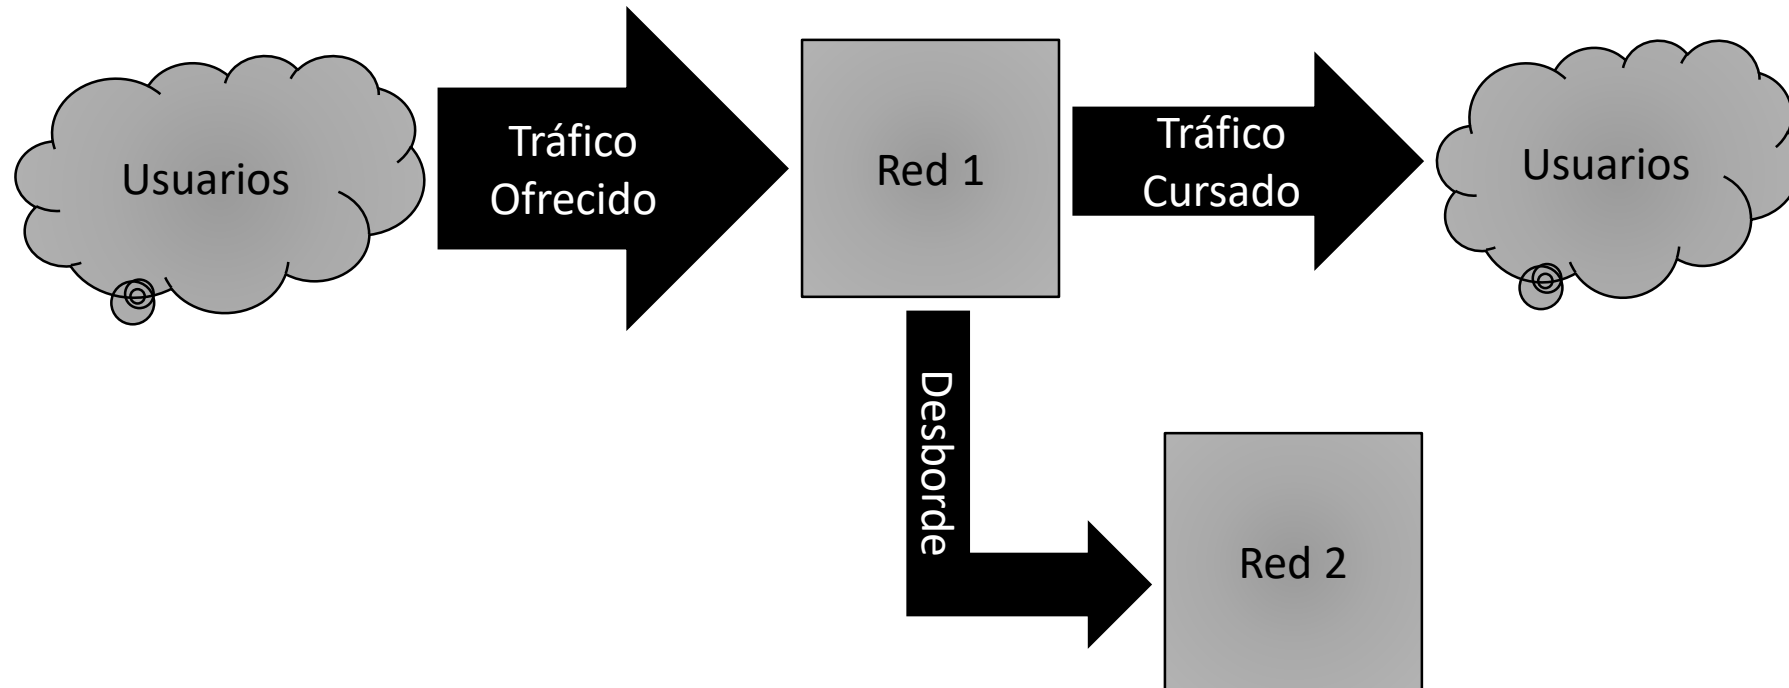 Usuarios
Tráfico
Ofrecido
Red 1
Tráfico
Cursado
Usuarios
Desborde
Red 2